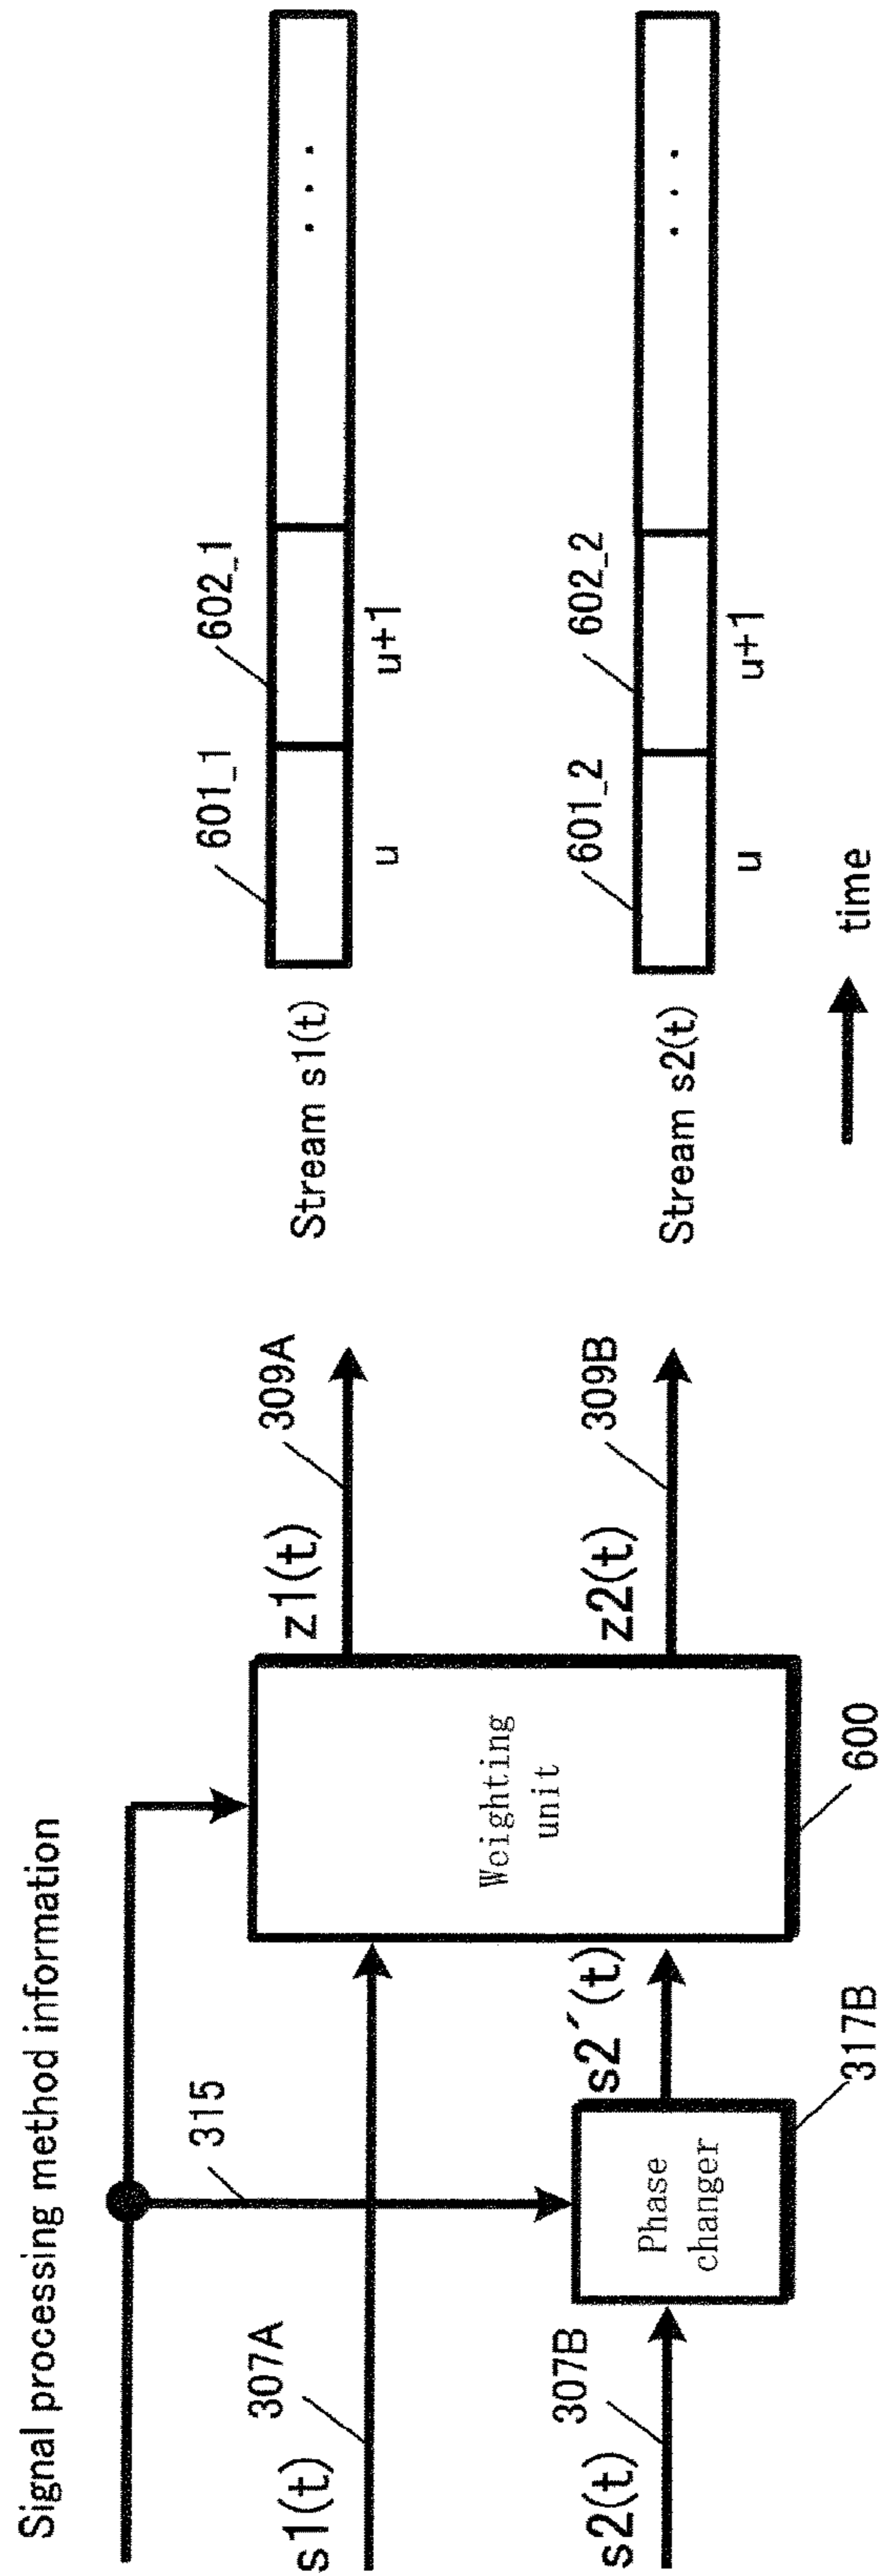 Signal processing method information
s1(t)
307A
315
s2(t)
307B
Phase
changer
317B
s2´(t)
Weighting
unit
600
z1(t)
309A
z2(t)
309B
Stream s1(t)
601_1
602_1
. . .
u
u+1
Stream s2(t)
601_2
602_2
. . .
u
u+1
time